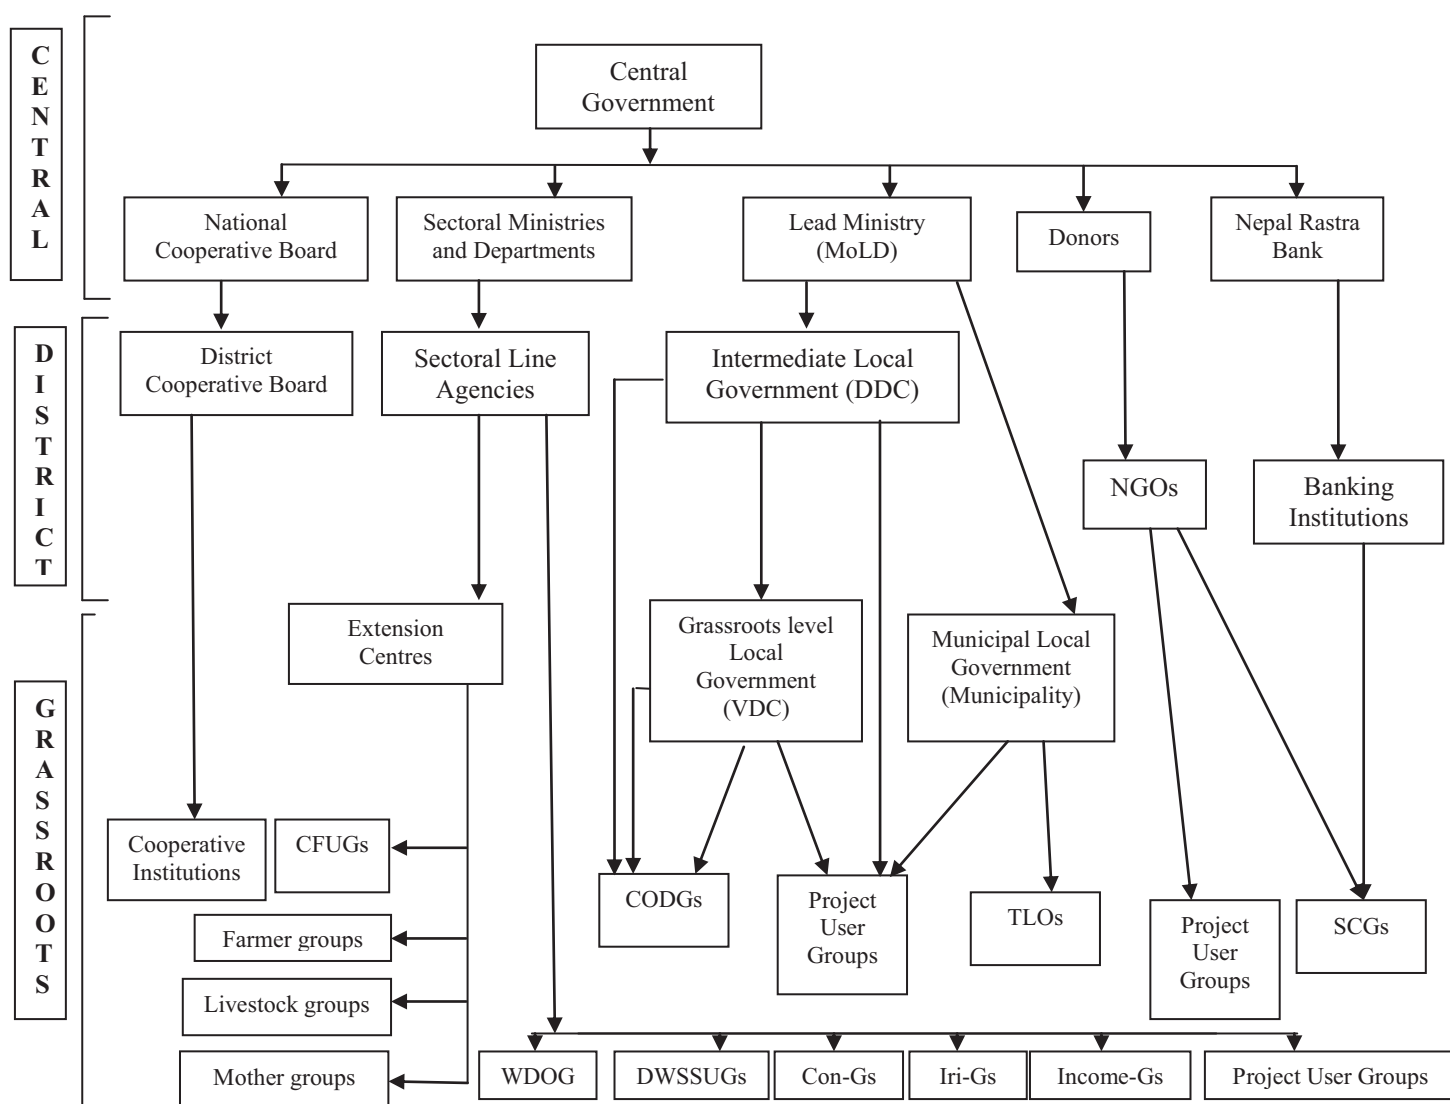 CENTRAL
Central
Government
National
Cooperative Board
Sectoral Ministries
and Departments
Lead Ministry
(MoLD)
Donors
Nepal Rastra
Bank
DISTRICT
District
Cooperative Board
Sectoral Line
Agencies
Intermediate Local
Government (DDC)
NGOs
Banking
Institutions
GRASSROOTS
Extension
Centres
Grassroots level
Local
Government
(VDC)
Municipal Local
Government
(Municipality)
Cooperative
Institutions
CFUGs
CODGs
Project
User
Groups
TLOs
Project
User
Groups
SCGs
Farmer groups
Livestock groups
Mother groups
WDOG
DWSSUGs
Con-Gs
Iri-Gs
Income-Gs
Project User Groups